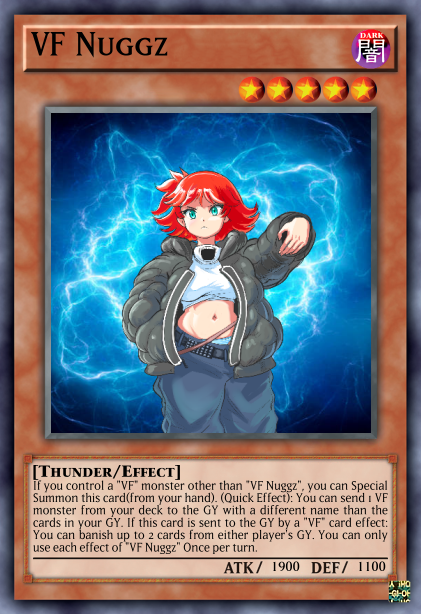 VF Nuggz
DARK
闇
[Thunder/Effect]
If you control a "VF" monster other than "VF Nuggz", you can Special
Summon this card(from your hand). (Quick Effect): You can send 1 VF
monster from your deck to the GY with a different name than the
cards in your GY. If this card is sent to the GY by a "VF" card effect:
You can banish up to 2 cards from either player's GY. You can only
use each effect of "VF Nuggz" Once per turn.
ATK/ 1900 DEF/ 1100